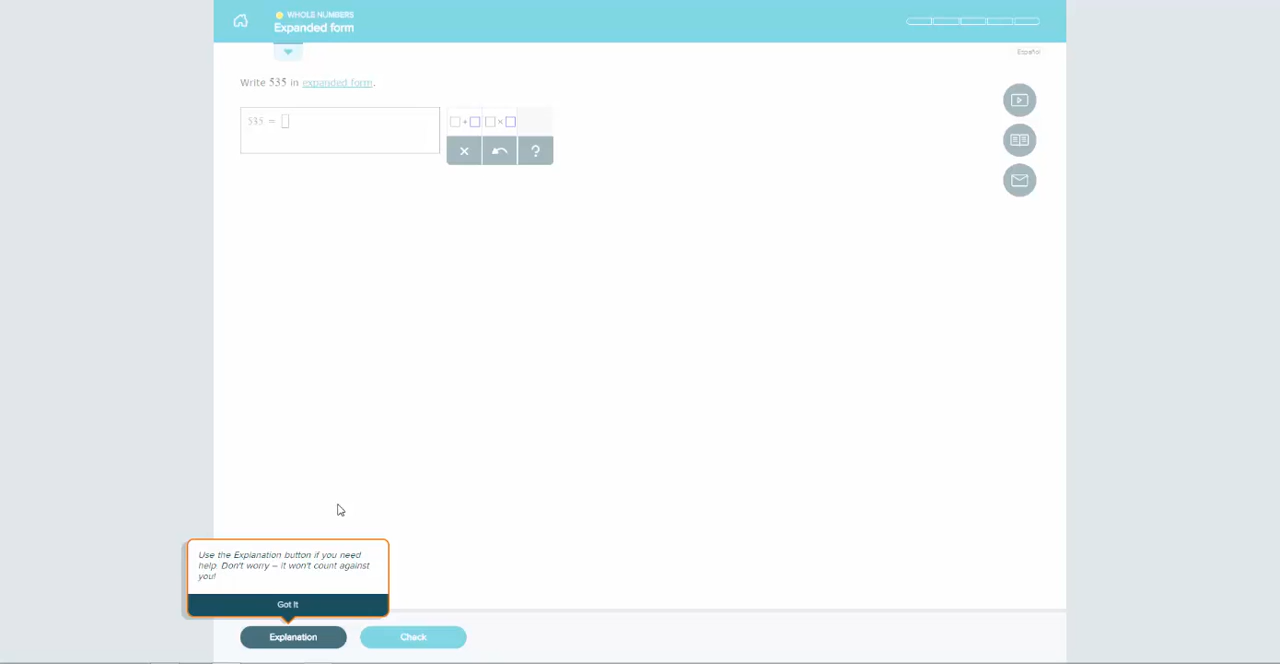 WHOLE NUMBERS
Expanded form
Español
Write 535 in expanded form.
535 =
+ ×
× ?
Use the Explanation button if you need
help. Don't worry – it won't count against
you!
Got It
Explanation Check